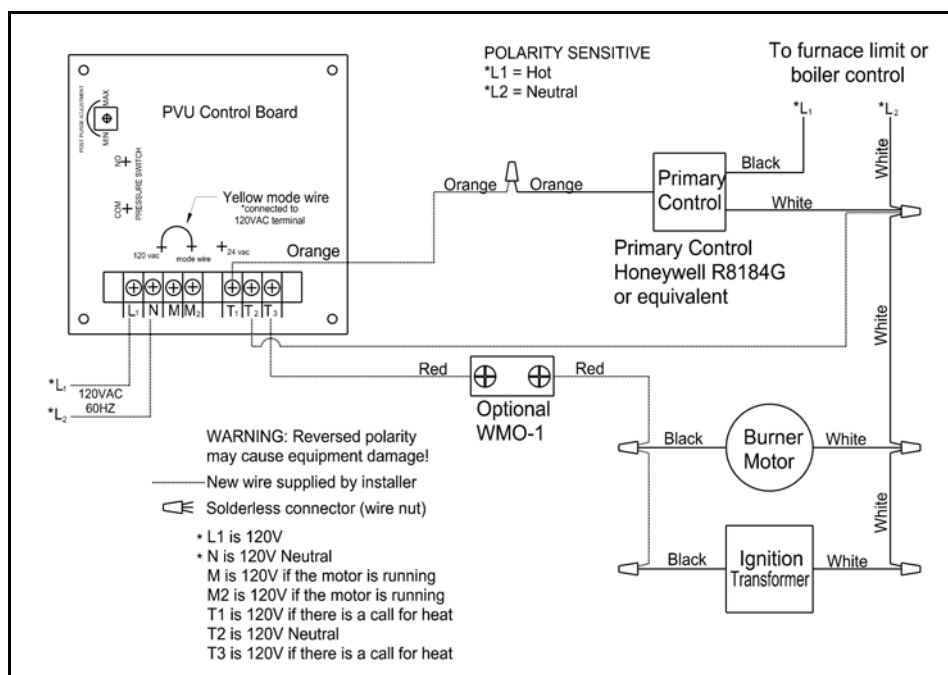 POLARITY SENSITIVE
*L1 = Hot
*L2 = Neutral
To furnace limit or
boiler control
*L1
*L2
PVU Control Board
POST PURGE ADJUSTMENT
MAX
MIN
NO
COM
PRESSURE SWITCH
Yellow mode wire
*connected to
120VAC terminal
120 vac
mode wire
24 vac
Orange
Orange
Orange
Primary
Control
Black
White
White
Primary Control
Honeywell R8184G
or equivalent
L1 N M M2 T1 T2 T3
*L1
120VAC
60HZ
*L2
Red
Red
Optional
WMO-1
White
Black
Burner
Motor
White
White
Black
Ignition
Transformer
White
WARNING: Reversed polarity
may cause equipment damage!
New wire supplied by installer
Solderless connector (wire nut)
* L1 is 120V
* N is 120V Neutral
M is 120V if the motor is running
M2 is 120V if the motor is running
T1 is 120V if there is a call for heat
T2 is 120V Neutral
T3 is 120V if there is a call for heat